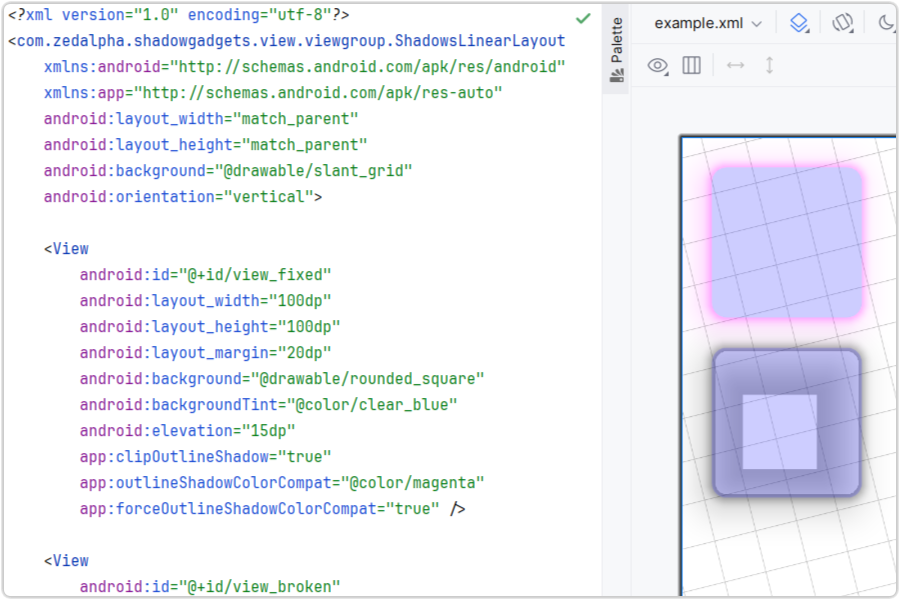 <?xml version="1.0" encoding="utf-8"?>
<com.zedalpha.shadowgadgets.view.viewgroup.ShadowsLinearLayout
    xmlns:android="http://schemas.android.com/apk/res/android"
    xmlns:app="http://schemas.android.com/apk/res-auto"
    android:layout_width="match_parent"
    android:layout_height="match_parent"
    android:background="@drawable/slant_grid"
    android:orientation="vertical">

    <View
        android:id="@+id/view_fixed"
        android:layout_width="100dp"
        android:layout_height="100dp"
        android:layout_margin="20dp"
        android:background="@drawable/rounded_square"
        android:backgroundTint="@color/clear_blue"
        android:elevation="15dp"
        app:clipOutlineShadow="true"
        app:outlineShadowColorCompat="@color/magenta"
        app:forceOutlineShadowColorCompat="true" />

    <View
        android:id="@+id/view_broken"
Palette
example.xml